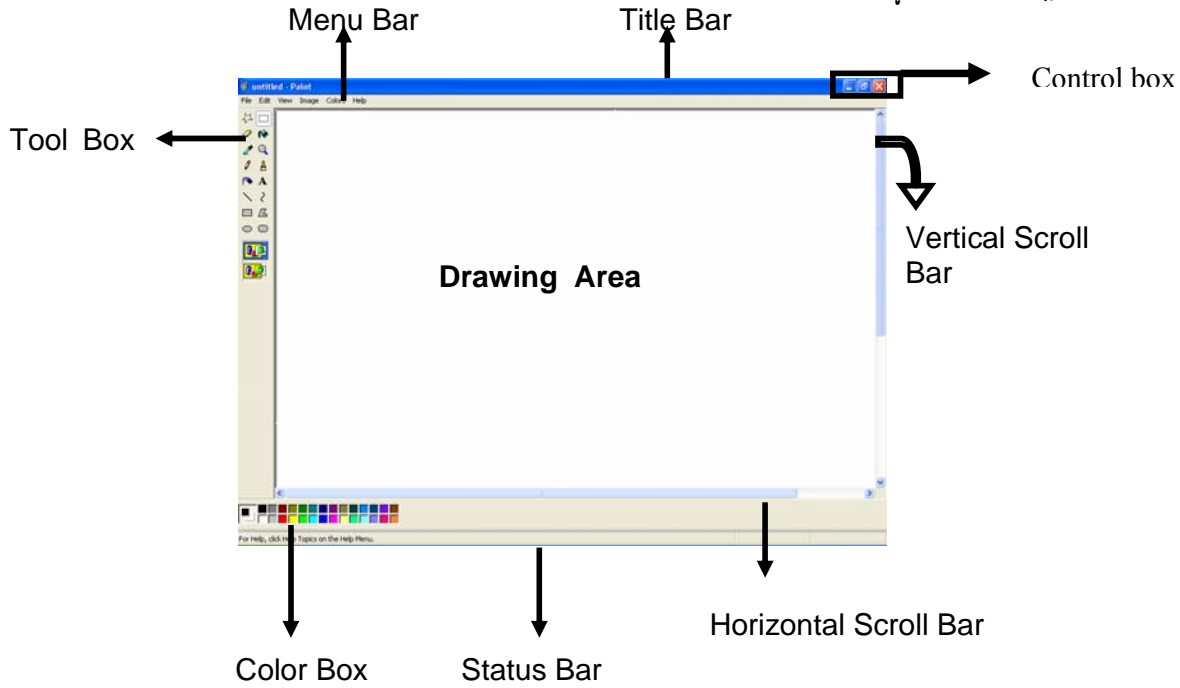 Menu Bar
Title Bar
Control box
untitled - Paint
File Edit View Image Colors Help
Tool Box
A
Vertical Scroll
Bar
Drawing Area
For Help, click Help Topics on the Help Menu.
Horizontal Scroll Bar
Color Box
Status Bar